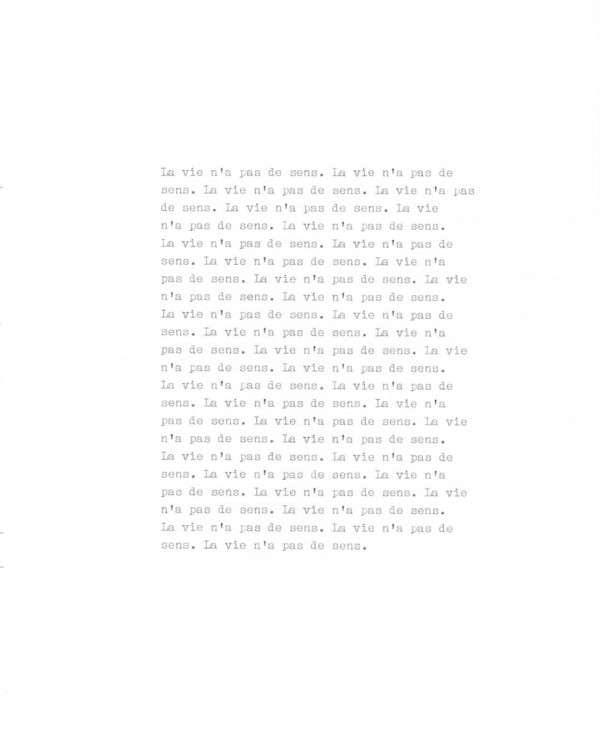 La vie n'a pas de sens. La vie n'a pas de
sens. La vie n'a pas de sens. La vie n'a pas
de sens. La vie n'a pas de sens. La vie
n'a pas de sens. La vie n'a pas de sens.
La vie n'a pas de sens. La vie n'a pas de
sens. La vie n'a pas de sens. La vie n'a
pas de sens. La vie n'a pas de sens. La vie
n'a pas de sens. La vie n'a pas de sens.
La vie n'a pas de sens. La vie n'a pas de
sens. La vie n'a pas de sens. La vie n'a
pas de sens. La vie n'a pas de sens. La vie
n'a pas de sens. La vie n'a pas de sens.
La vie n'a pas de sens. La vie n'a pas de
sens. La vie n'a pas de sens. La vie n'a
pas de sens. La vie n'a pas de sens. La vie
n'a pas de sens. La vie n'a pas de sens.
La vie n'a pas de sens. La vie n'a pas de
sens. La vie n'a pas de sens. La vie n'a
pas de sens. La vie n'a pas de sens. La vie
n'a pas de sens. La vie n'a pas de sens.
La vie n'a pas de sens. La vie n'a pas de
sens. La vie n'a pas de sens.